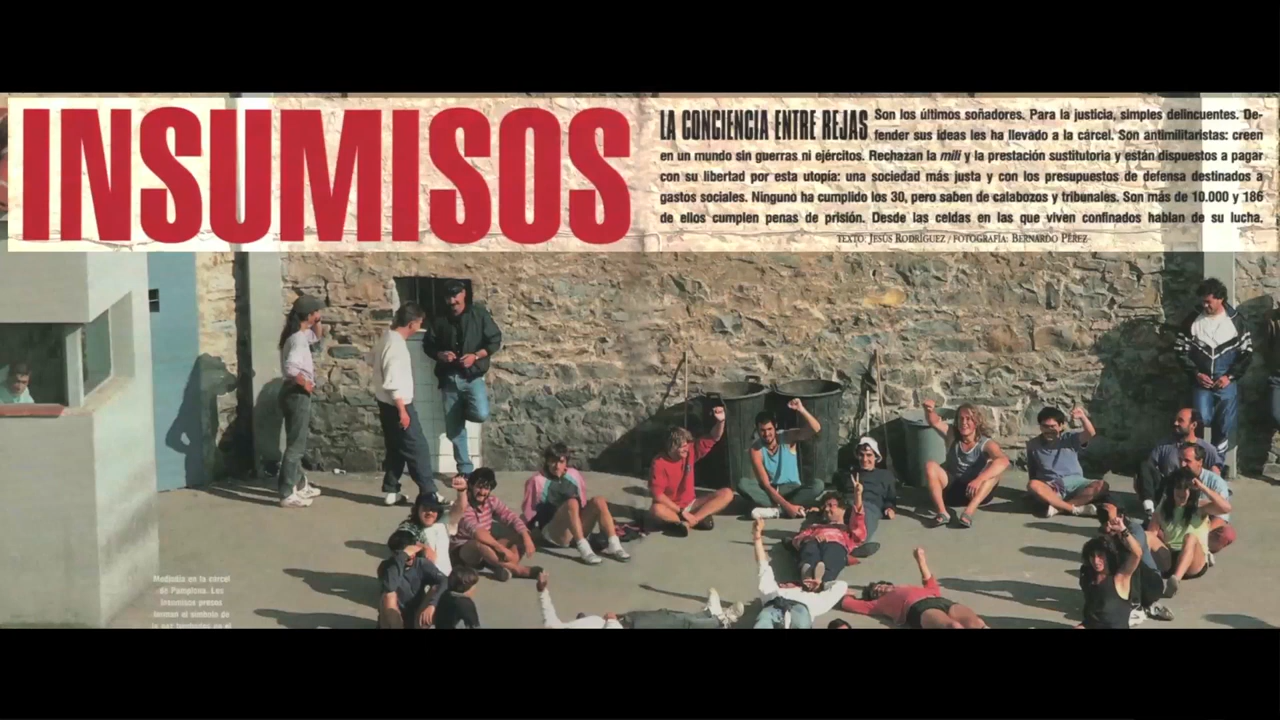 INSUMISOS
LA CONCIENCIA ENTRE REJAS Son los últimos soñadores. Para la justicia, simples delincuentes. De-
fender sus ideas les ha llevado a la cárcel. Son antimilitaristas: creen
en un mundo sin guerras ni ejércitos. Rechazan la mili y la prestación sustitutoria y están dispuestos a pagar
con su libertad por esta utopía: una sociedad más justa y con los presupuestos de defensa destinados a
gastos sociales. Ninguno ha cumplido los 30, pero saben de calabozos y tribunales. Son más de 10.000 y 186
de ellos cumplen penas de prisión. Desde las celdas en las que viven confinados hablan de su lucha.
TEXTO: JESÚS RODRÍGUEZ / FOTOGRAFÍA: BERNARDO PÉREZ
Mediodía en la cárcel
de Pamplona. Los
insumisos presos
forman el símbolo de